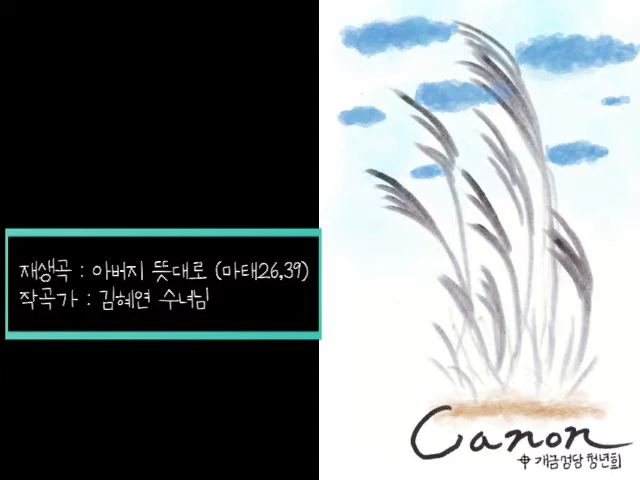 재생곡 : 아버지 뜻대로 (마태26,39)
작곡가 : 김혜연 수녀님
Canon
개금성당 청년회